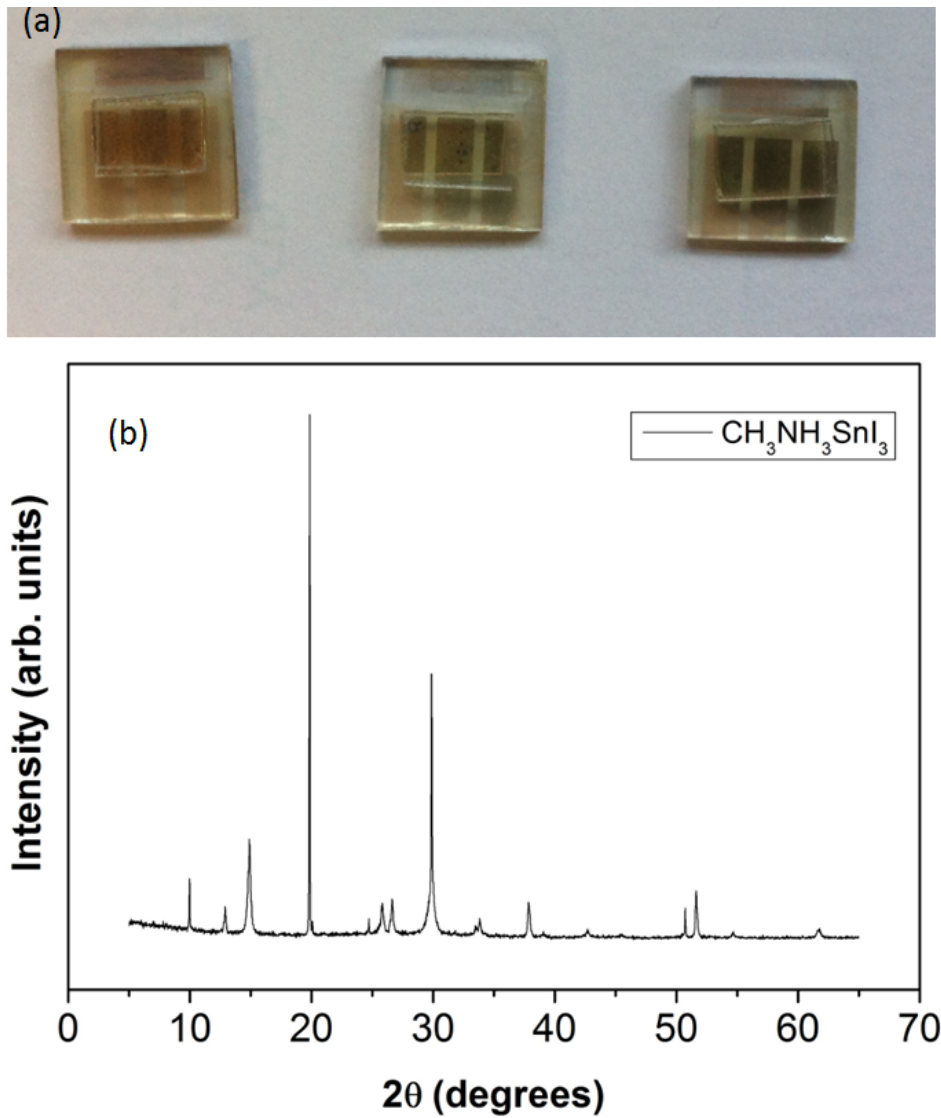 (a)
(b)
CH₃NH₃SnI₃
Intensity (arb. units)
0 10 20 30 40 50 60 70
2θ (degrees)